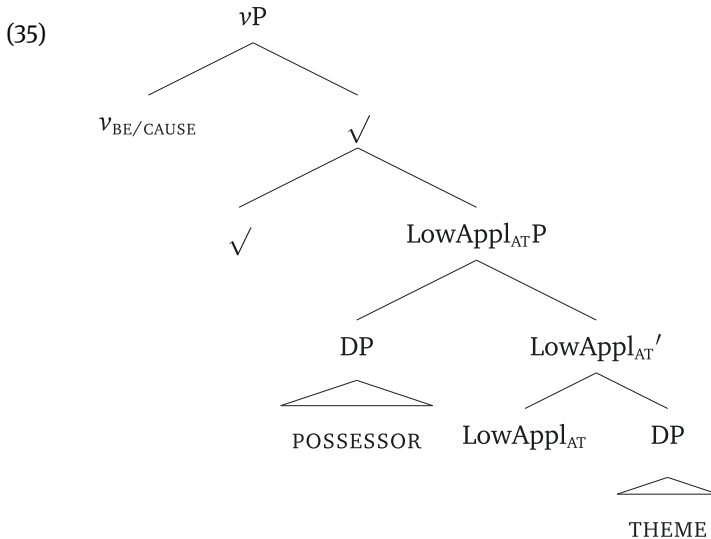 (35)
vP
vBE/CAUSE
√
√
LowApplATP
DP
LowApplAT′
POSSESSOR
LowApplAT
DP
THEME